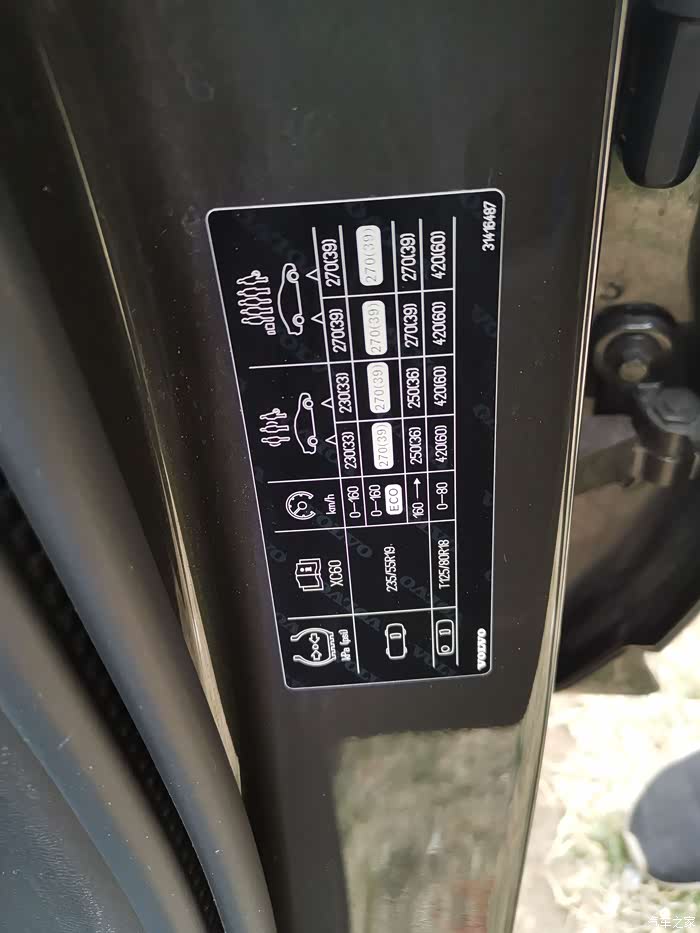 kPa (psi) XC60 km/h
235/55R19 0–160 230(33) 230(33) 270(39) 270(39)
0–160 ECO 270(39) 270(39) 270(39) 270(39)
160→ 250(36) 250(36) 270(39) 270(39)
T125/80R18 0–80 420(60) 420(60) 420(60) 420(60)
VOLVO 31416487
汽车之家